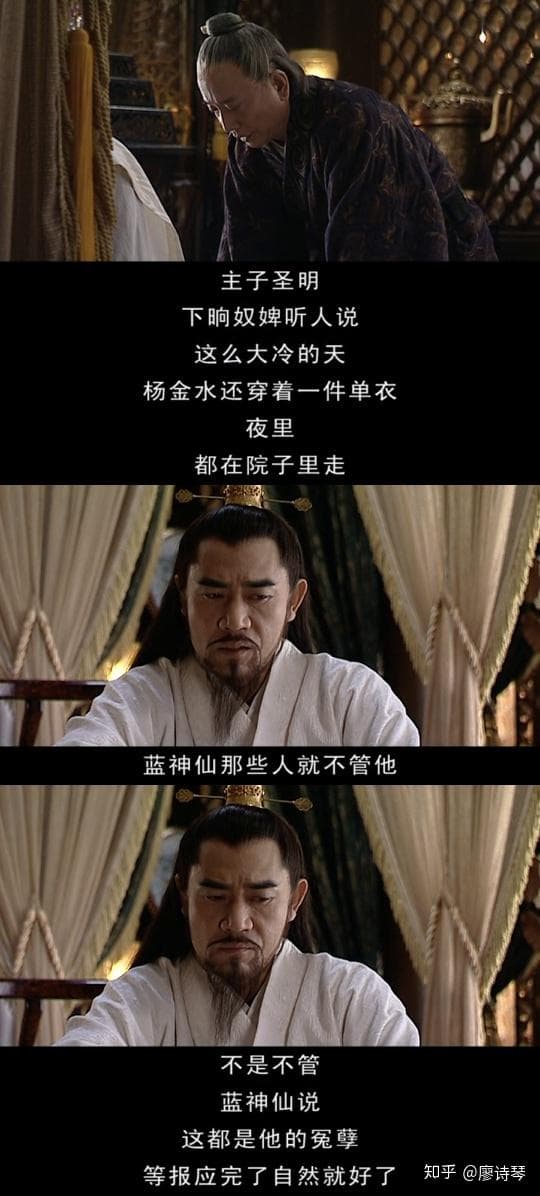 主子圣明
下晌奴婢听人说
这么大冷的天
杨金水还穿着一件单衣
夜里
都在院子里走
蓝神仙那些人就不管他
不是不管
蓝神仙说
这都是他的冤孽
等报应完了自然就好了
知乎 @廖诗琴